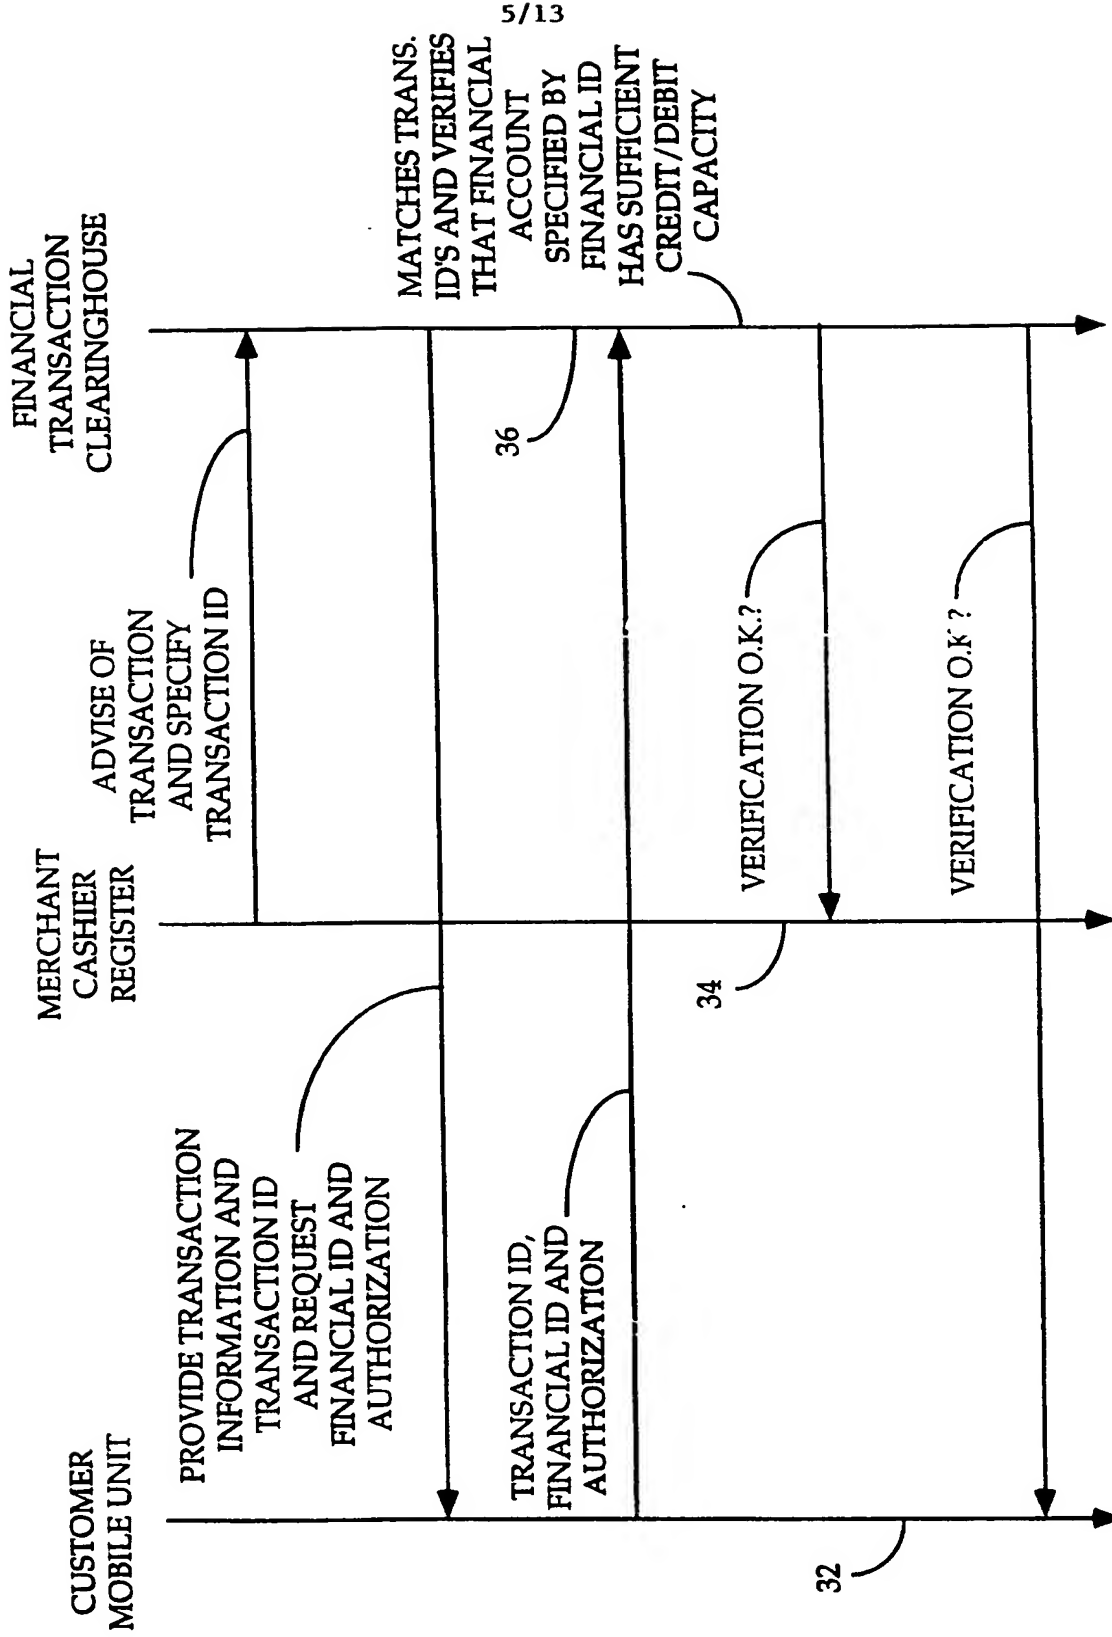 5/13
CUSTOMER
MOBILE UNIT
MERCHANT
CASHIER
REGISTER
FINANCIAL
TRANSACTION
CLEARINGHOUSE
ADVISE OF
TRANSACTION
AND SPECIFY
TRANSACTION ID
PROVIDE TRANSACTION
INFORMATION AND
TRANSACTION ID
AND REQUEST
FINANCIAL ID AND
AUTHORIZATION
36
MATCHES TRANS.
ID'S AND VERIFIES
THAT FINANCIAL
ACCOUNT
SPECIFIED BY
FINANCIAL ID
HAS SUFFICIENT
CREDIT/DEBIT
CAPACITY
TRANSACTION ID,
FINANCIAL ID AND
AUTHORIZATION
34
VERIFICATION O.K.?
32
VERIFICATION O.K ?